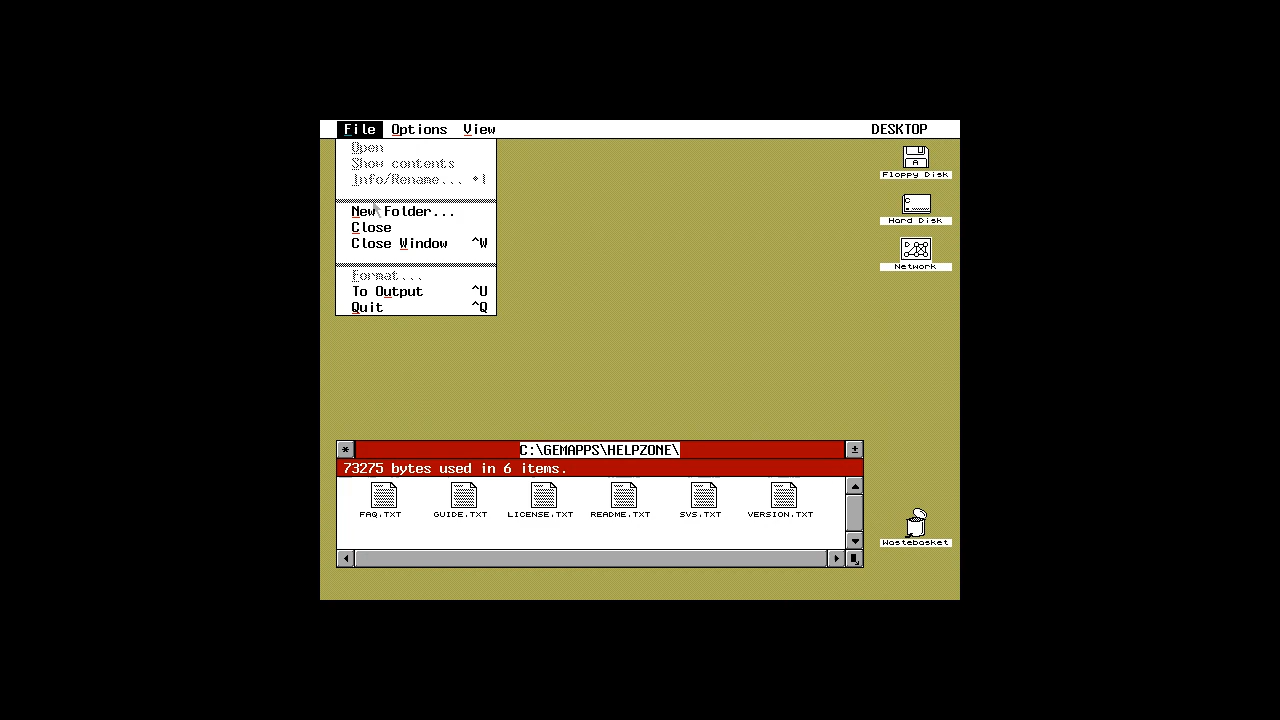 File Options View DESKTOP
Open
Show contents
Info/Rename...
New Folder...
Close
Close Window ^W
Format...
To Output ^U
Quit ^Q
A
Floppy Disk
C
Hard Disk
Network
C:\GEMAPPS\HELPZONE\
73275 bytes used in 6 items.
FAQ.TXT GUIDE.TXT LICENSE.TXT README.TXT SVS.TXT VERSION.TXT
Wastebasket